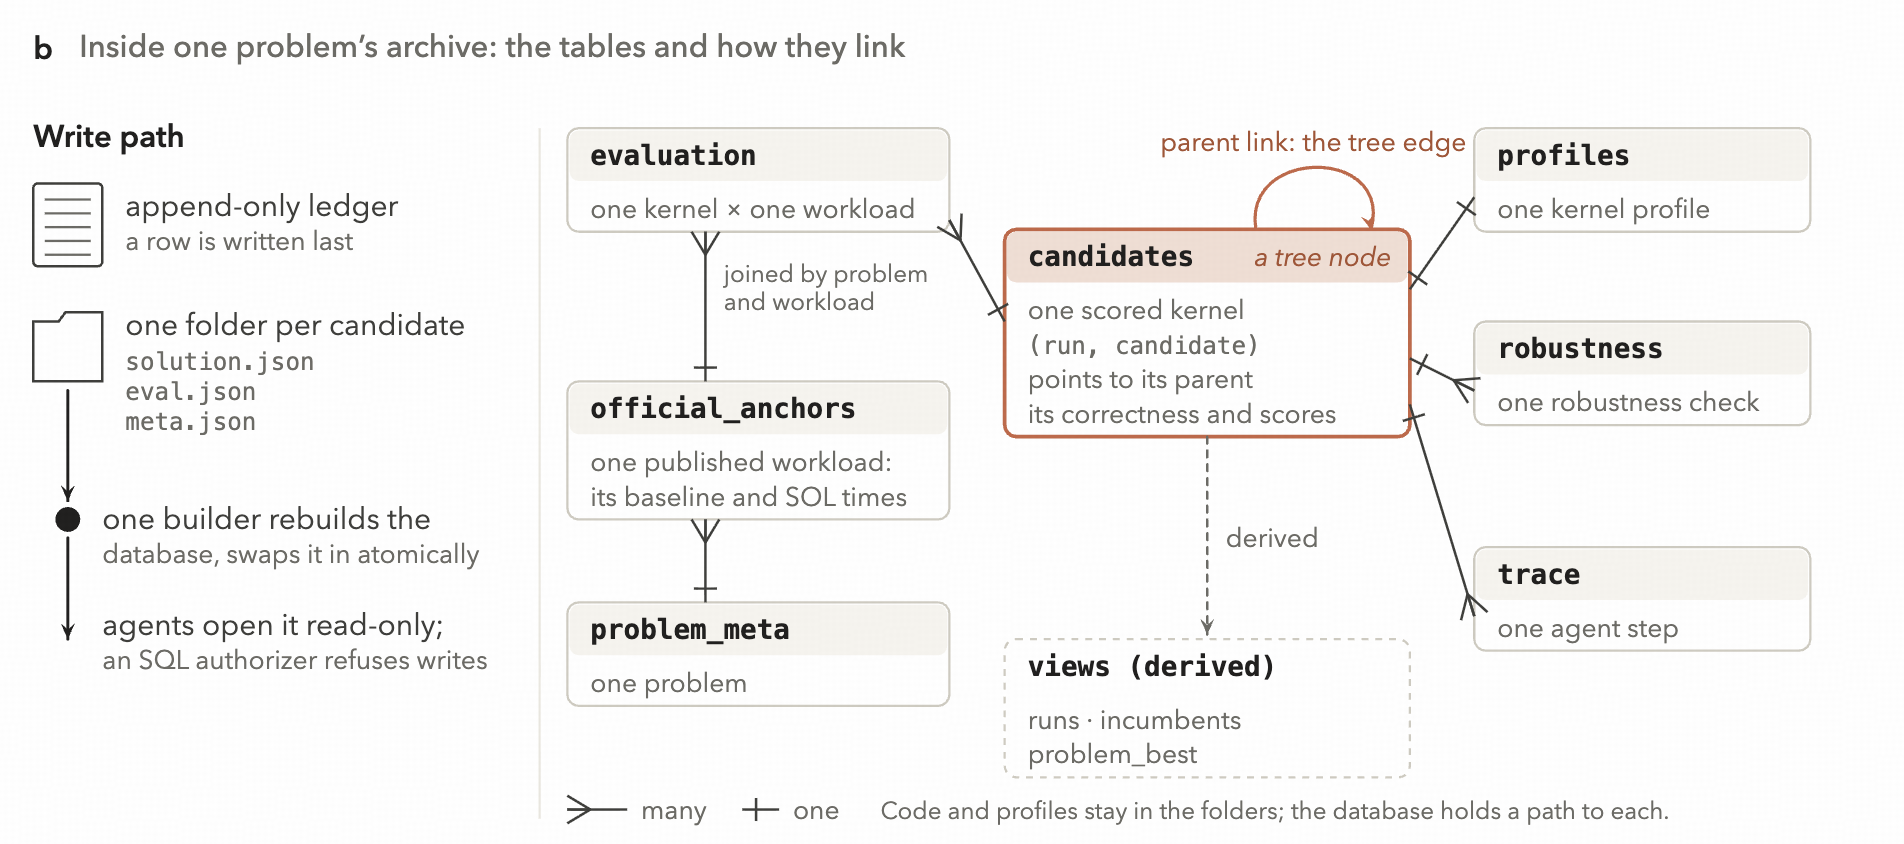 b Inside one problem’s archive: the tables and how they link
Write path
append-only ledger
a row is written last
one folder per candidate
solution.json
eval.json
meta.json
one builder rebuilds the
database, swaps it in atomically
agents open it read-only;
an SQL authorizer refuses writes
evaluation
one kernel × one workload
joined by problem
and workload
official_anchors
one published workload:
its baseline and SOL times
problem_meta
one problem
parent link: the tree edge
candidates a tree node
one scored kernel
(run, candidate)
points to its parent
its correctness and scores
derived
views (derived)
runs · incumbents
problem_best
profiles
one kernel profile
robustness
one robustness check
trace
one agent step
many one Code and profiles stay in the folders; the database holds a path to each.